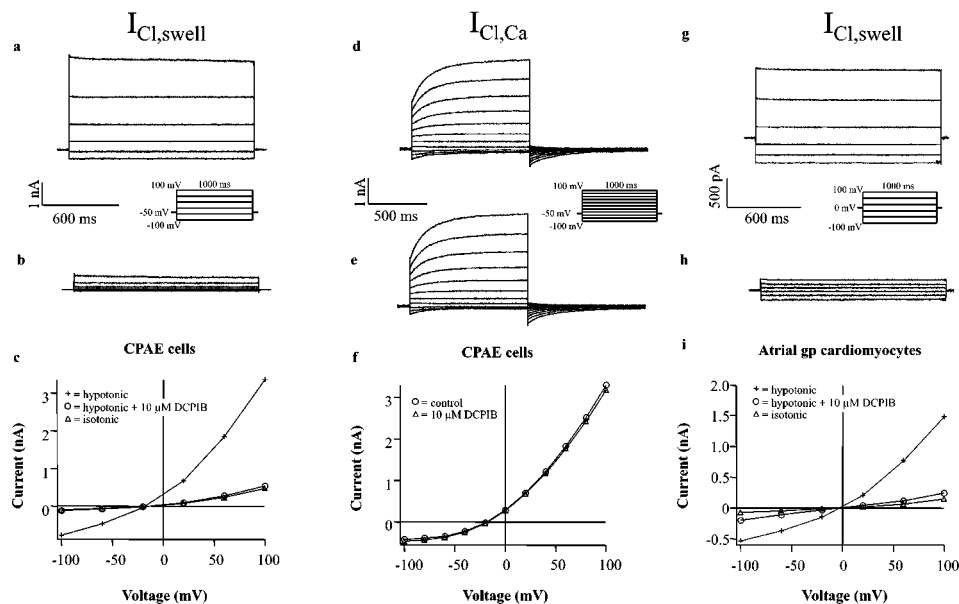 I_Cl,swell
a
100 mV
1000 ms
-50 mV
-100 mV
1 nA
600 ms
b
c
CPAE cells
+ = hypotonic
○ = hypotonic + 10 µM DCPIB
△ = isotonic
Current (nA)
3
2
1
0
-100
-50
0
50
100
Voltage (mV)
I_Cl,Ca
d
100 mV
1000 ms
-50 mV
-100 mV
1 nA
500 ms
e
f
CPAE cells
○ = control
△ = 10 µM DCPIB
Current (nA)
3
2
1
0
-100
-50
0
50
100
Voltage (mV)
I_Cl,swell
g
100 mV
1000 ms
0 mV
-100 mV
500 pA
600 ms
h
i
Atrial gp cardiomyocytes
+ = hypotonic
○ = hypotonic + 10 µM DCPIB
△ = isotonic
Current (nA)
2.0
1.5
1.0
0.5
0
-0.5
-100
-50
0
50
100
Voltage (mV)